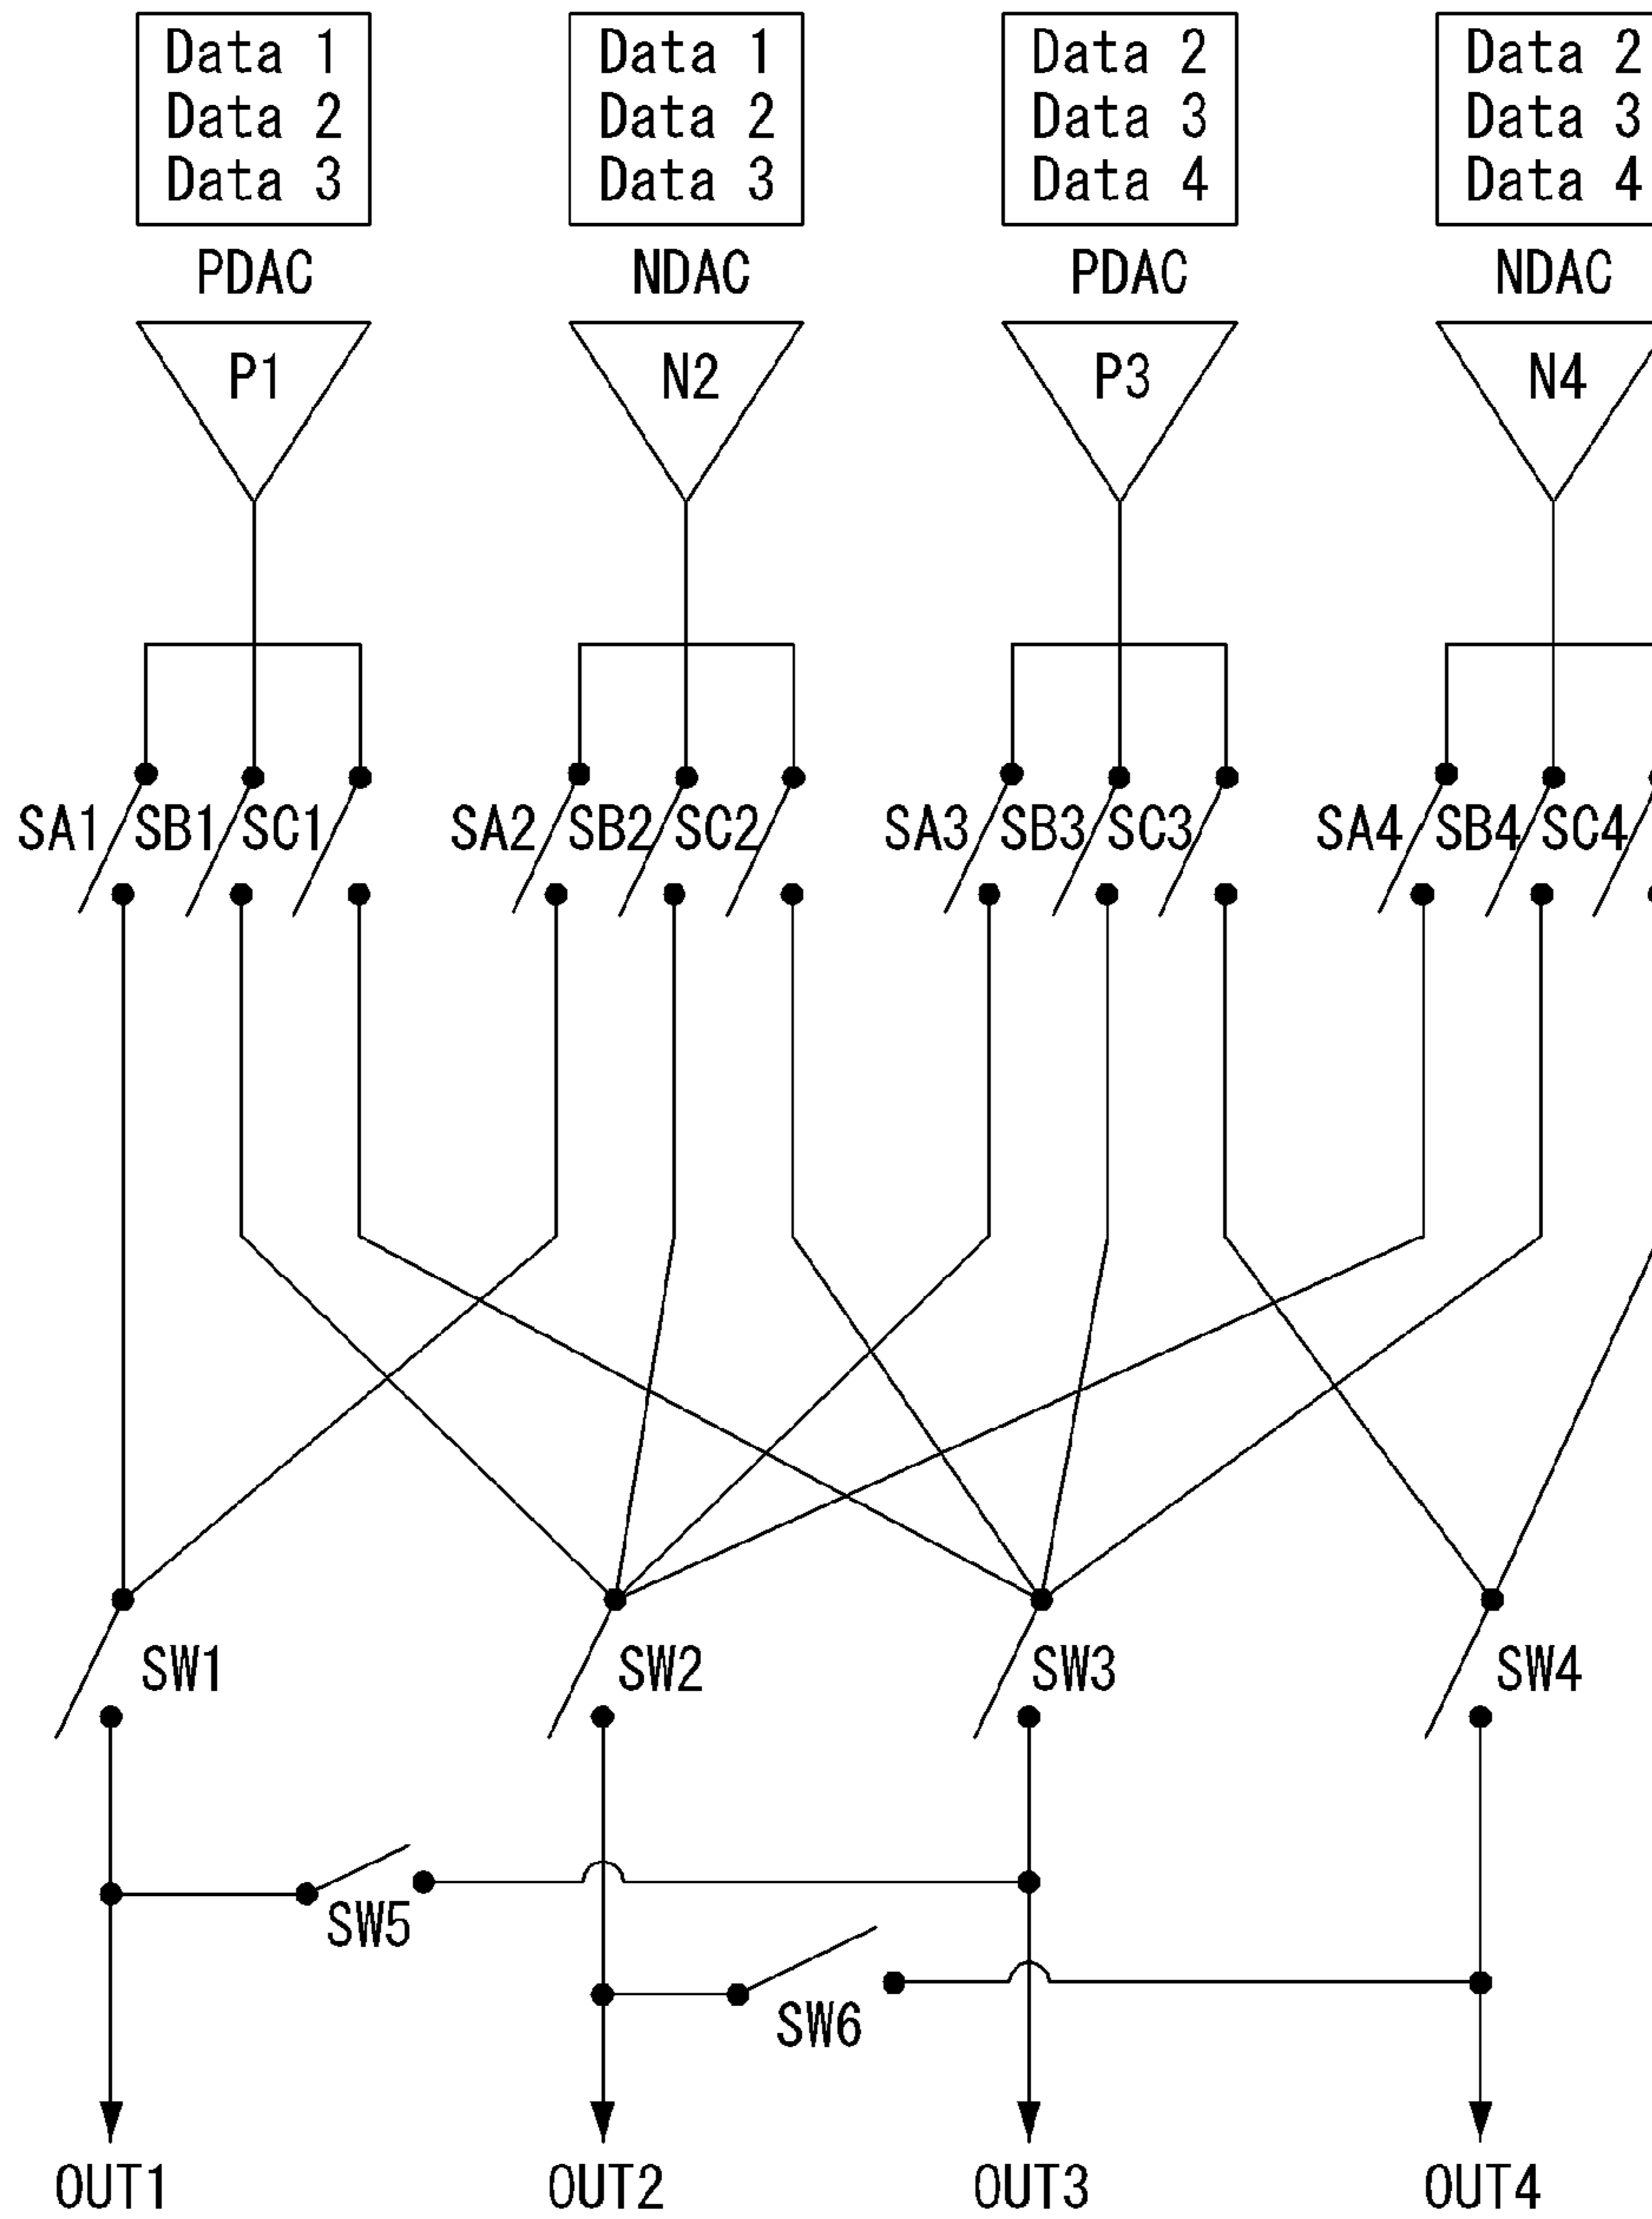 Data 1
Data 2
Data 3
Data 1
Data 2
Data 3
Data 2
Data 3
Data 4
Data 2
Data 3
Data 4
PDAC
NDAC
PDAC
NDAC
P1
N2
P3
N4
SA1 SB1 SC1
SA2 SB2 SC2
SA3 SB3 SC3
SA4 SB4 SC4
SW1
SW2
SW3
SW4
SW5
SW6
OUT1
OUT2
OUT3
OUT4